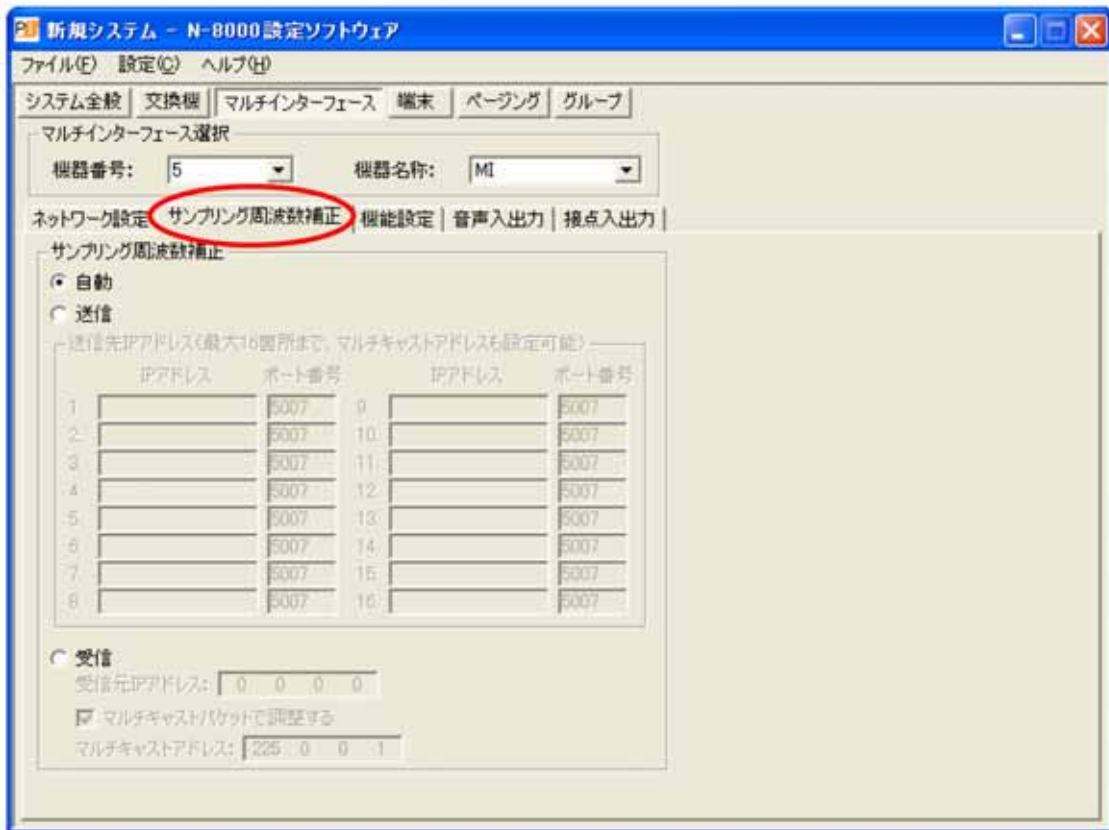 新規システム - N-8000設定ソフトウェア
ファイル(F) 設定(C) ヘルプ(H)
システム全般 交換機 マルチインターフェース 端末 ページング グループ
マルチインターフェース選択
機器番号: 5 機器名称: MI
ネットワーク設定 サンプリング周波数補正 機能設定 音声入出力 接点入出力
サンプリング周波数補正
自動
送信
送信先IPアドレス(最大16箇所まで、マルチキャストアドレスも設定可能)
IPアドレス ポート番号 IPアドレス ポート番号
1. 5007 9. 5007
2. 5007 10. 5007
3. 5007 11. 5007
4. 5007 12. 5007
5. 5007 13. 5007
6. 5007 14. 5007
7. 5007 15. 5007
8. 5007 16. 5007
受信
受信元IPアドレス: 0 0 0 0
マルチキャストパケットで調整する
マルチキャストアドレス: 225 0 0 1